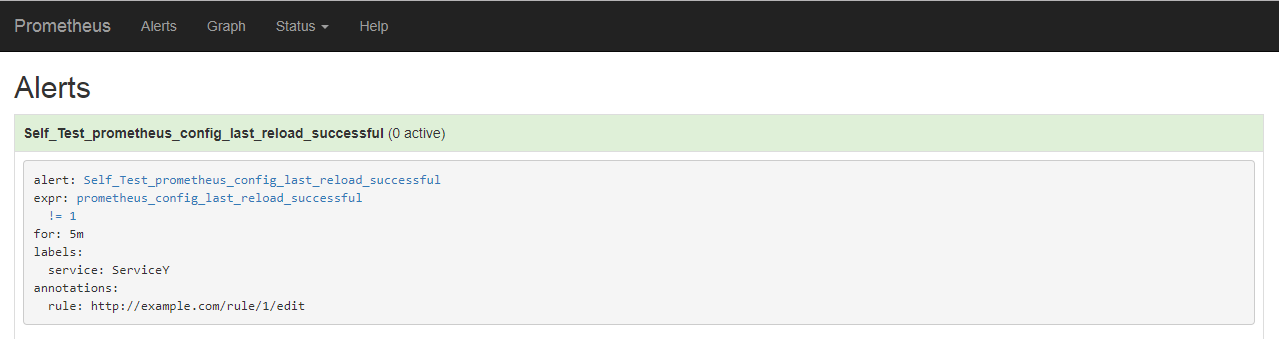 Prometheus Alerts Graph Status Help
Alerts
Self_Test_prometheus_config_last_reload_successful (0 active)
alert: Self_Test_prometheus_config_last_reload_successful
expr: prometheus_config_last_reload_successful
  != 1
for: 5m
labels:
  service: ServiceY
annotations:
  rule: http://example.com/rule/1/edit